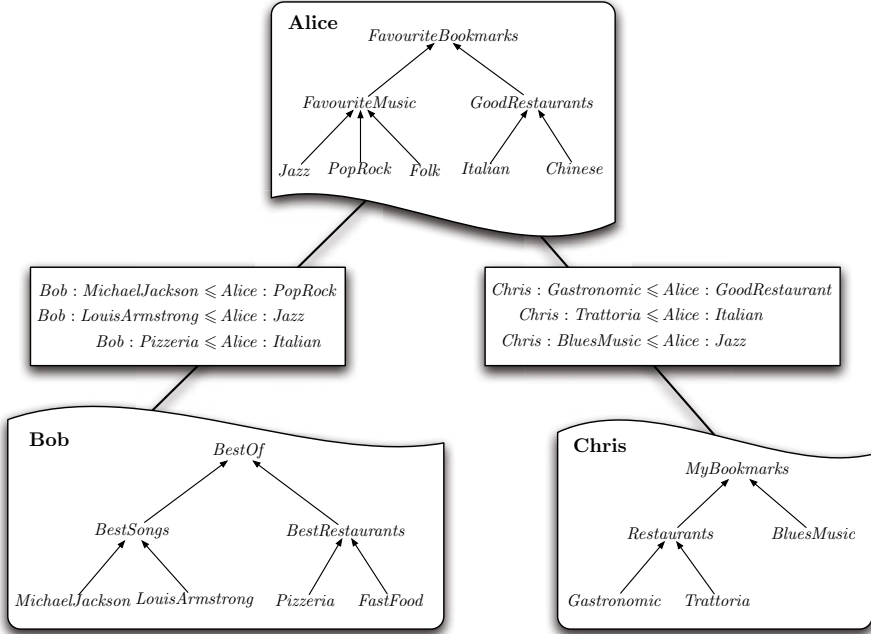 Alice
FavouriteBookmarks
FavouriteMusic GoodRestaurants
Jazz PopRock Folk Italian Chinese
Bob : MichaelJackson ⩽ Alice : PopRock
Bob : LouisArmstrong ⩽ Alice : Jazz
Bob : Pizzeria ⩽ Alice : Italian
Chris : Gastronomic ⩽ Alice : GoodRestaurant
Chris : Trattoria ⩽ Alice : Italian
Chris : BluesMusic ⩽ Alice : Jazz
Bob
BestOf
BestSongs BestRestaurants
MichaelJackson LouisArmstrong Pizzeria FastFood
Chris
MyBookmarks
Restaurants BluesMusic
Gastronomic Trattoria